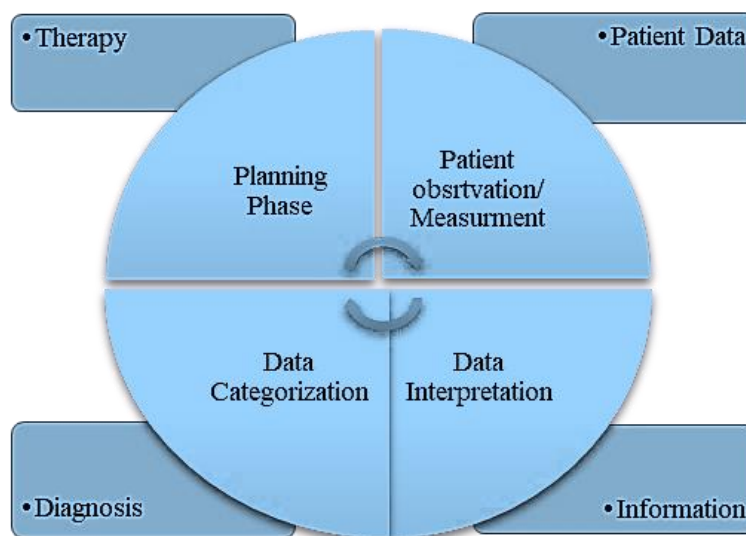 •Therapy
•Patient Data
Planning
Phase
Patient
obsrtvation/
Measurment
Data
Categorization
Data
Interpretation
•Diagnosis
•Information